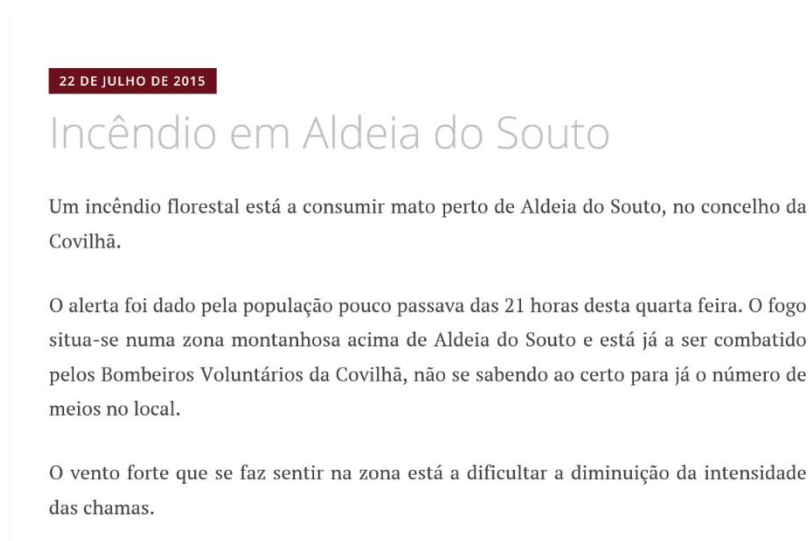 22 DE JULHO DE 2015
Incêndio em Aldeia do Souto
Um incêndio florestal está a consumir mato perto de Aldeia do Souto, no concelho da
Covilhã.
O alerta foi dado pela população pouco passava das 21 horas desta quarta feira. O fogo
situa-se numa zona montanhosa acima de Aldeia do Souto e está já a ser combatido
pelos Bombeiros Voluntários da Covilhã, não se sabendo ao certo para já o número de
meios no local.
O vento forte que se faz sentir na zona está a dificultar a diminuição da intensidade
das chamas.